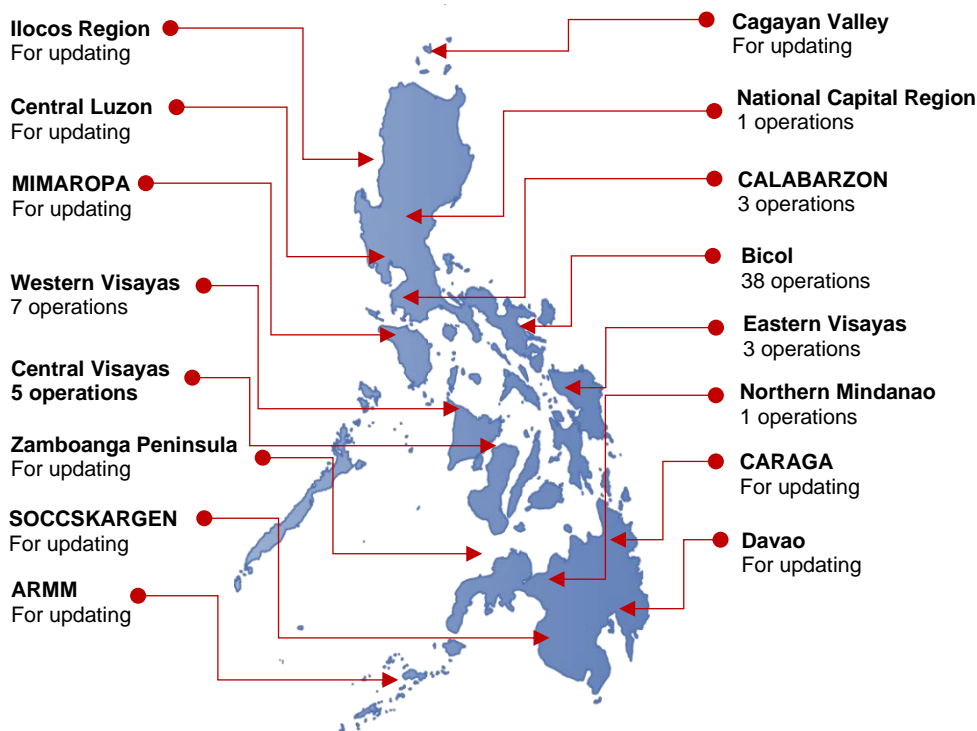 Ilocos Region
For updating
Central Luzon
For updating
MIMAROPA
For updating
Western Visayas
7 operations
Central Visayas
5 operations
Zamboanga Peninsula
For updating
SOCCSKARGEN
For updating
ARMM
For updating
Cagayan Valley
For updating
National Capital Region
1 operations
CALABARZON
3 operations
Bicol
38 operations
Eastern Visayas
3 operations
Northern Mindanao
1 operations
CARAGA
For updating
Davao
For updating